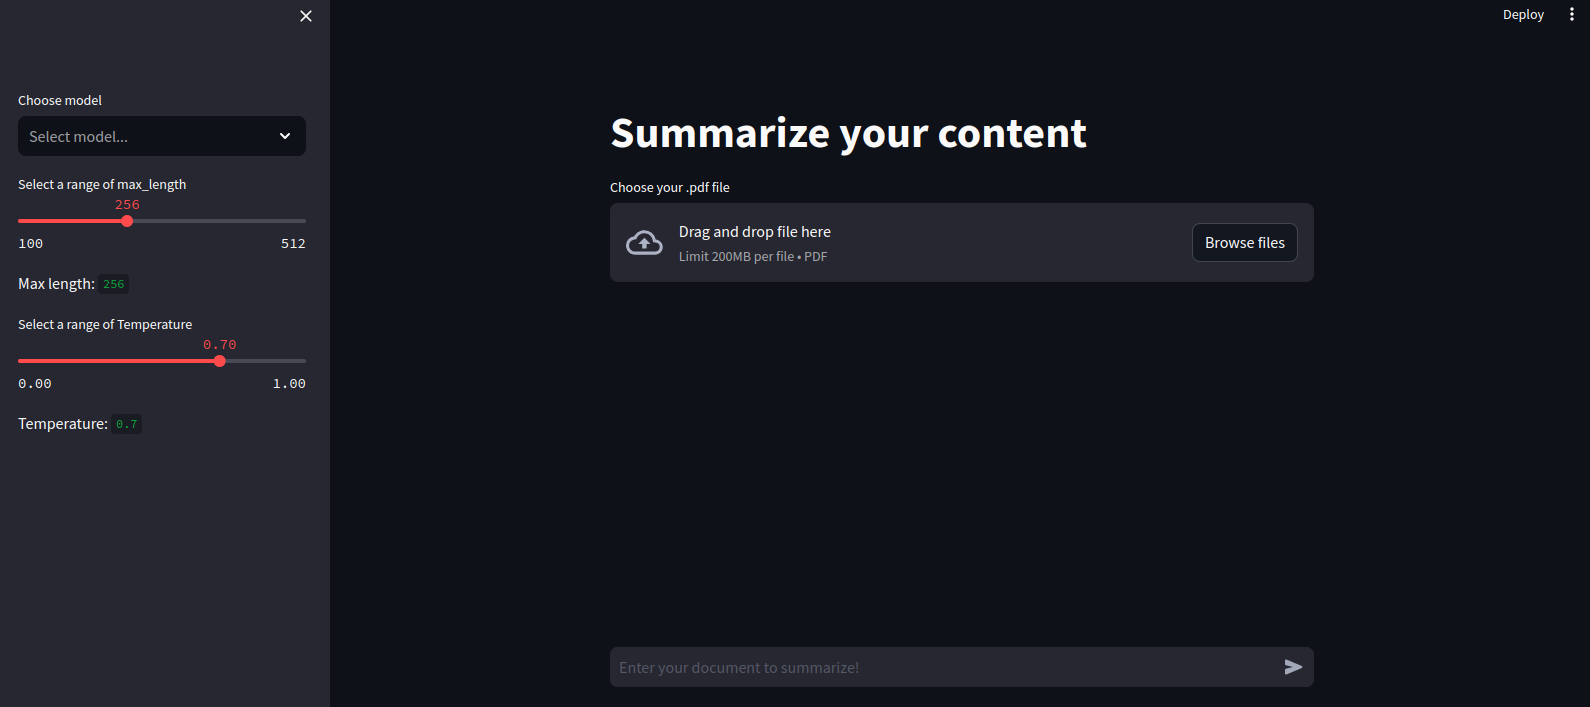 Deploy
Choose model
Select model...
Select a range of max_length
256
100 512
Max length: 256
Select a range of Temperature
0.70
0.00 1.00
Temperature: 0.7
Summarize your content
Choose your .pdf file
Drag and drop file here
Limit 200MB per file • PDF
Browse files
Enter your document to summarize!